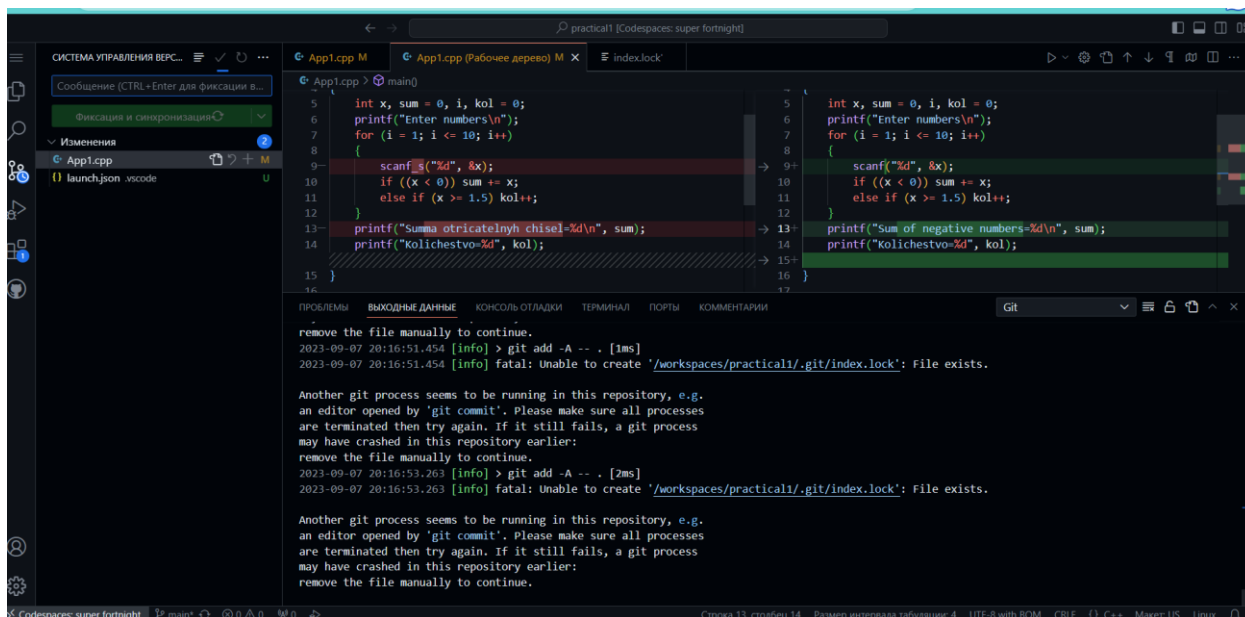 practical1 [Codespaces: super fortnight]
СИСТЕМА УПРАВЛЕНИЯ ВЕРС...
Сообщение (CTRL+Enter для фиксации в...
Фиксация и синхронизация
Изменения 2
App1.cpp M
launch.json .vscode U
App1.cpp M App1.cpp (Рабочее дерево) M index.lock'
App1.cpp > main()
5 int x, sum = 0, i, kol = 0;
6 printf("Enter numbers\n");
7 for (i = 1; i <= 10; i++)
8 {
9− scanf_s("%d", &x);
10 if ((x < 0)) sum += x;
11 else if (x >= 1.5) kol++;
12 }
13− printf("Summa otricatelnyh chisel=%d\n", sum);
14 printf("Kolichestvo=%d", kol);
15 }
16
5 int x, sum = 0, i, kol = 0;
6 printf("Enter numbers\n");
7 for (i = 1; i <= 10; i++)
8 {
9+ scanf("%d", &x);
10 if ((x < 0)) sum += x;
11 else if (x >= 1.5) kol++;
12 }
13+ printf("Sum of negative numbers=%d\n", sum);
14 printf("Kolichestvo=%d", kol);
15+
16 }
17
ПРОБЛЕМЫ ВЫХОДНЫЕ ДАННЫЕ КОНСОЛЬ ОТЛАДКИ ТЕРМИНАЛ ПОРТЫ КОММЕНТАРИИ Git
remove the file manually to continue.
2023-09-07 20:16:51.454 [info] > git add -A -- . [1ms]
2023-09-07 20:16:51.454 [info] fatal: Unable to create '/workspaces/practical1/.git/index.lock': File exists.
Another git process seems to be running in this repository, e.g.
an editor opened by 'git commit'. Please make sure all processes
are terminated then try again. If it still fails, a git process
may have crashed in this repository earlier:
remove the file manually to continue.
2023-09-07 20:16:53.263 [info] > git add -A -- . [2ms]
2023-09-07 20:16:53.263 [info] fatal: Unable to create '/workspaces/practical1/.git/index.lock': File exists.
Another git process seems to be running in this repository, e.g.
an editor opened by 'git commit'. Please make sure all processes
are terminated then try again. If it still fails, a git process
may have crashed in this repository earlier:
remove the file manually to continue.
Codespaces: super fortnight main* 0 0 0 Строка 13, столбец 14 Размер интервала табуляции: 4 UTF-8 with BOM CRLF {} C++ Макет: US Linux